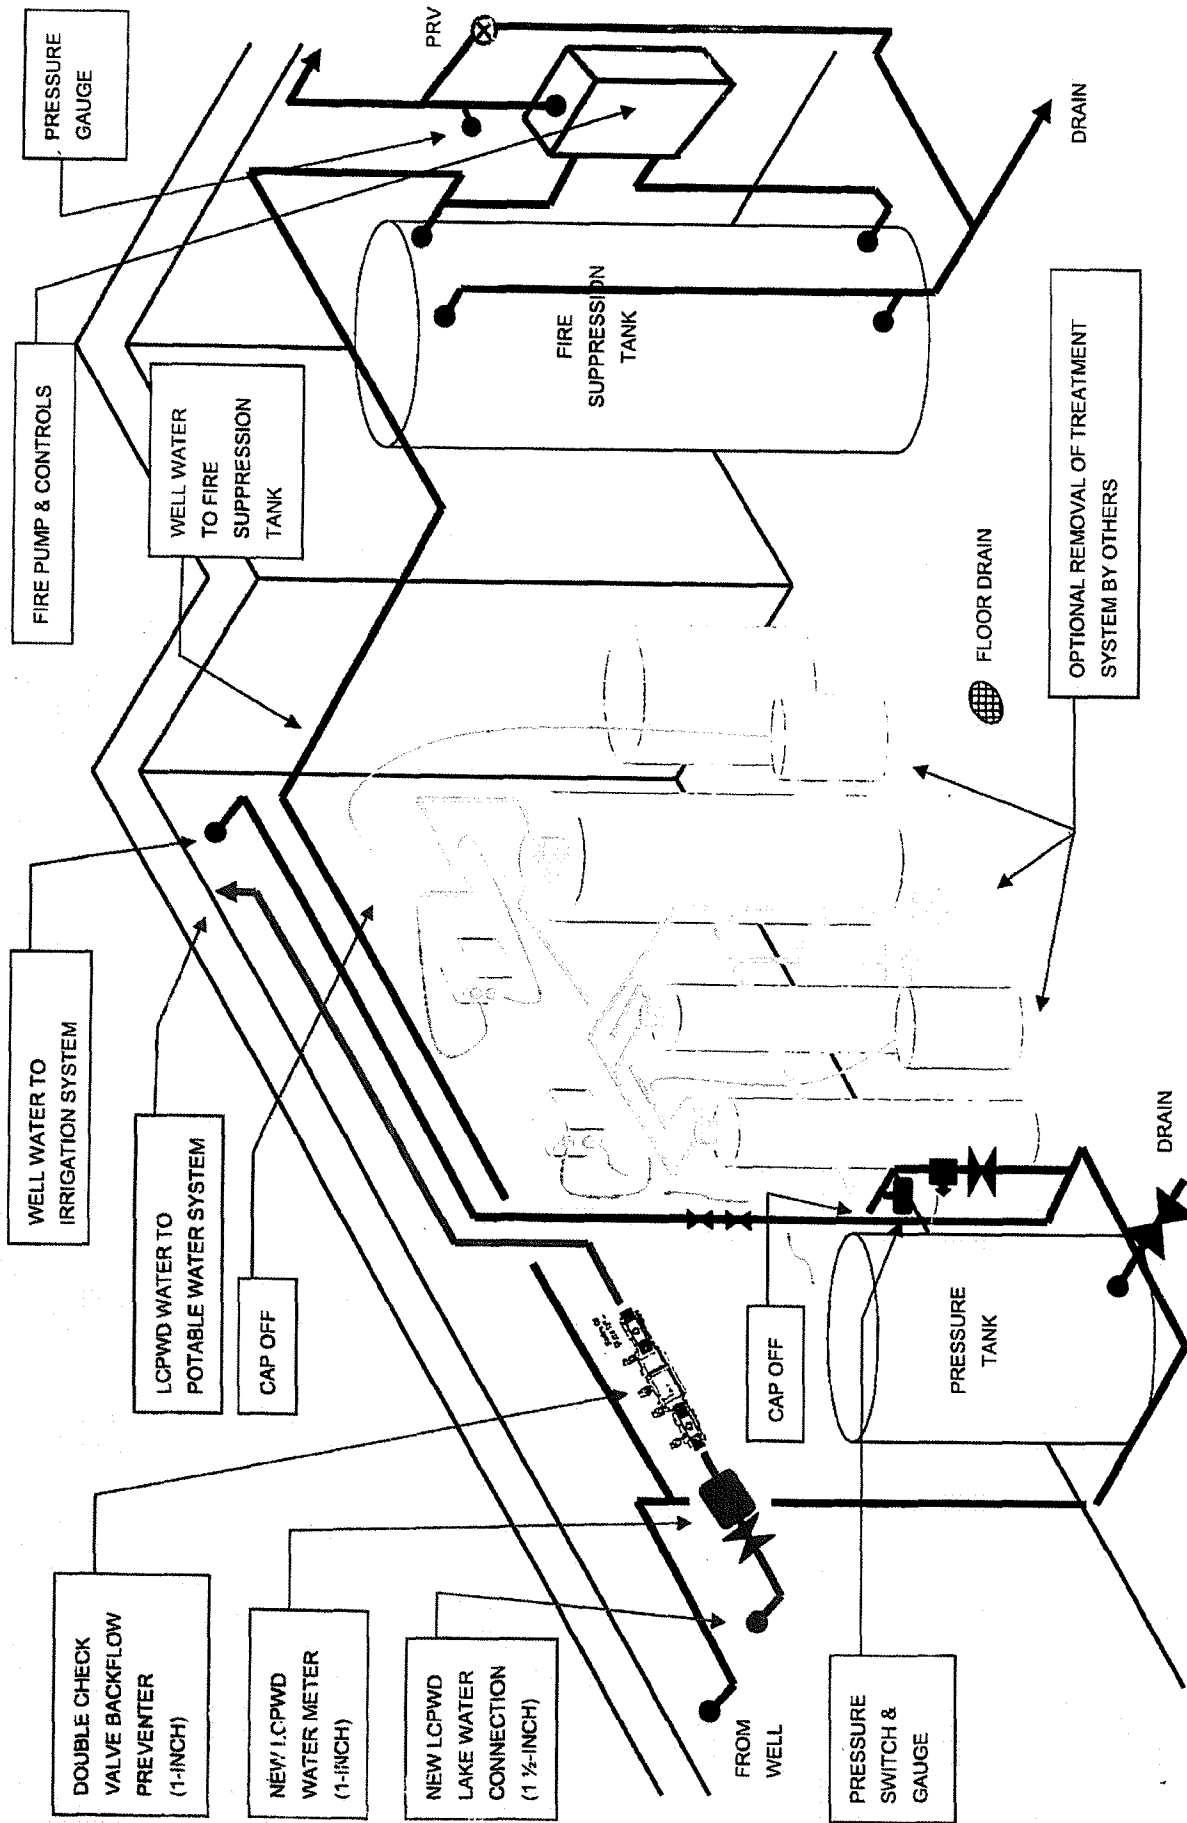 DOUBLE CHECK
VALVE BACKFLOW
PREVENTER
(1-INCH)
NEW LCPWD
WATER METER
(1-INCH)
NEW LCPWD
LAKE WATER
CONNECTION
(1 ½-INCH)
FROM
WELL
PRESSURE
SWITCH &
GAUGE
WELL WATER TO
IRRIGATION SYSTEM
LCPWD WATER TO
POTABLE WATER SYSTEM
CAP OFF
CAP OFF
PRESSURE
TANK
DRAIN
FIRE PUMP & CONTROLS
WELL WATER
TO FIRE
SUPPRESSION
TANK
FLOOR DRAIN
OPTIONAL REMOVAL OF TREATMENT
SYSTEM BY OTHERS
PRESSURE
GAUGE
PRV
FIRE
SUPPRESSION
TANK
DRAIN